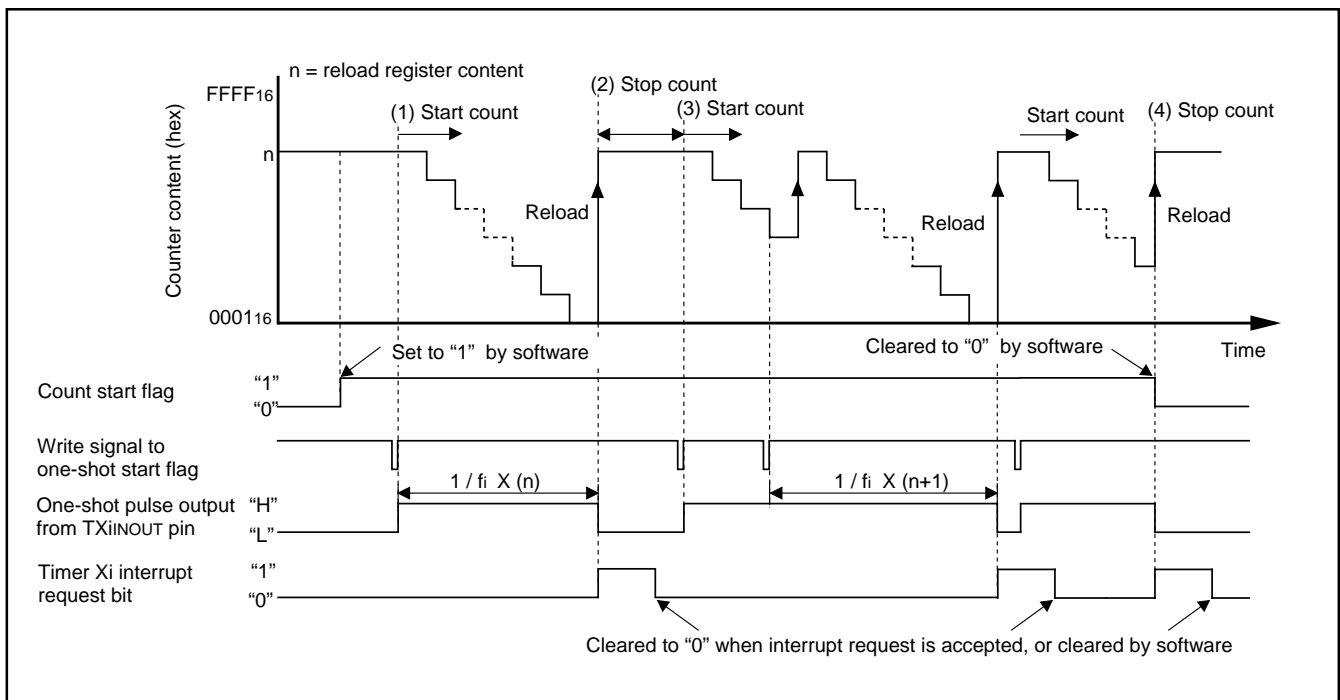 n = reload register content
FFFF16
(2) Stop count
(1) Start count
(3) Start count
Start count
(4) Stop count
Counter content (hex)
n
Reload
Reload
Reload
000116
Set to “1” by software
Cleared to “0” by software
Time
Count start flag
“1”
“0”
Write signal to
one-shot start flag
1 / fi X (n)
1 / fi X (n+1)
One-shot pulse output
from TXiINOUT pin
“H”
“L”
Timer Xi interrupt
request bit
“1”
“0”
Cleared to “0” when interrupt request is accepted, or cleared by software